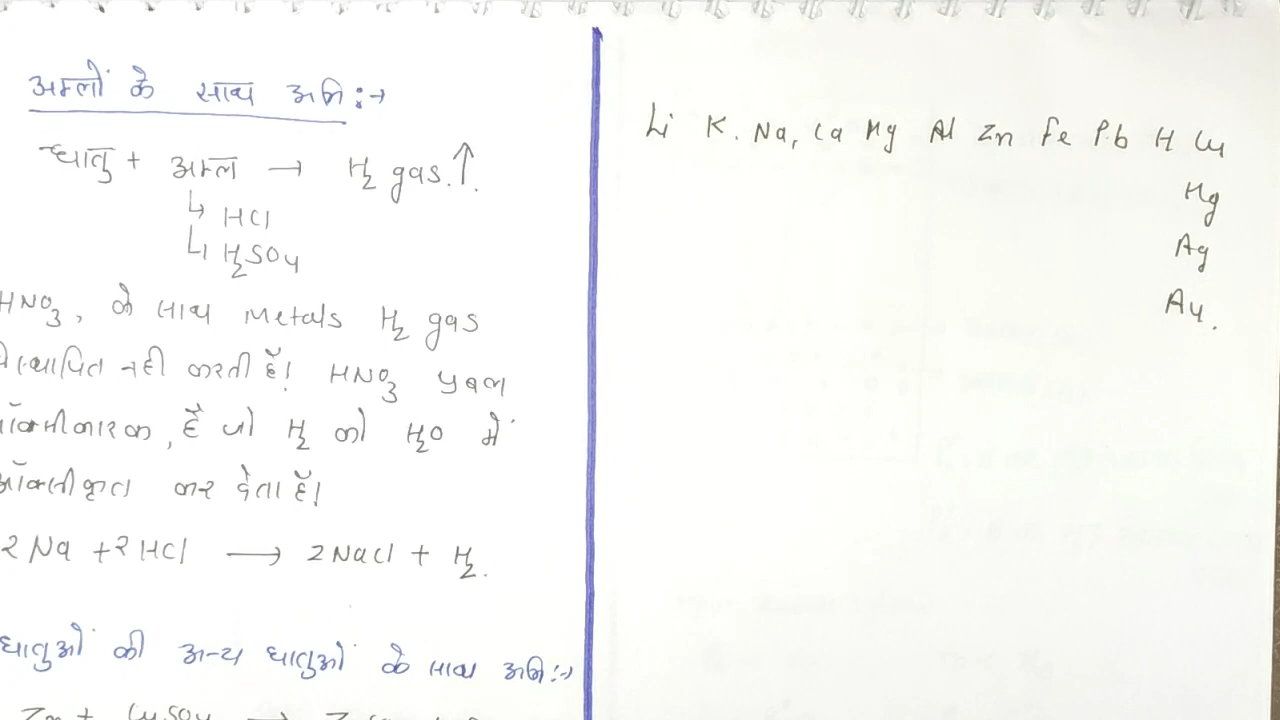 अम्लों के साथ अभि :→
धातु + अम्ल → H2 gas.↑.
↳ HCl
↳ H2SO4
HNO3, के साथ metals H2 gas
विस्थापित नही करती हैं! HNO3 प्रबल
ऑक्सीकारक, है जो H2 को H2O में
ऑक्सीकृत कर देता हैं!
2Na + 2HCl → 2NaCl + H2.
धातुओं की अन्य धातुओं के साथ अभि :→
Zn + CuSO4 →
Li K. Na, Ca Mg Al Zn Fe Pb H Cu
Hg
Ag
Au.